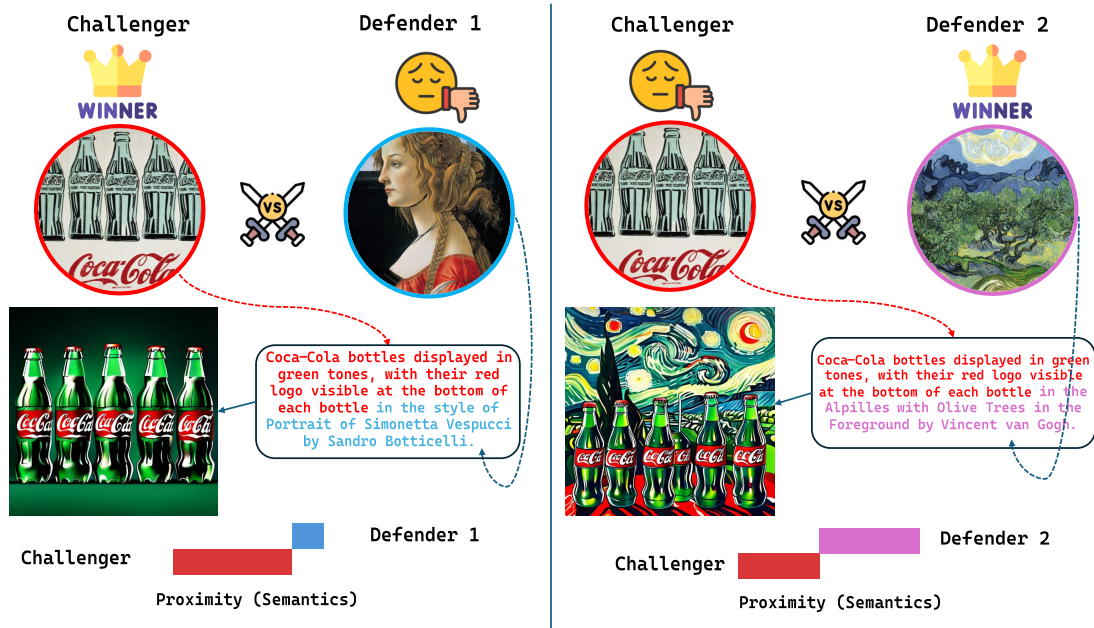 Challenger
Defender 1
WINNER
VS
Coca-Cola
Coca-Cola bottles displayed in
green tones, with their red
logo visible at the bottom of
each bottle in the style of
Portrait of Simonetta Vespucci
by Sandro Botticelli.
Challenger
Defender 1
Proximity (Semantics)
Challenger
Defender 2
WINNER
VS
Coca-Cola
Coca-Cola bottles displayed in green
tones, with their red logo visible
at the bottom of each bottle in the
Alpilles with Olive Trees in the
Foreground by Vincent van Gogh.
Challenger
Defender 2
Proximity (Semantics)